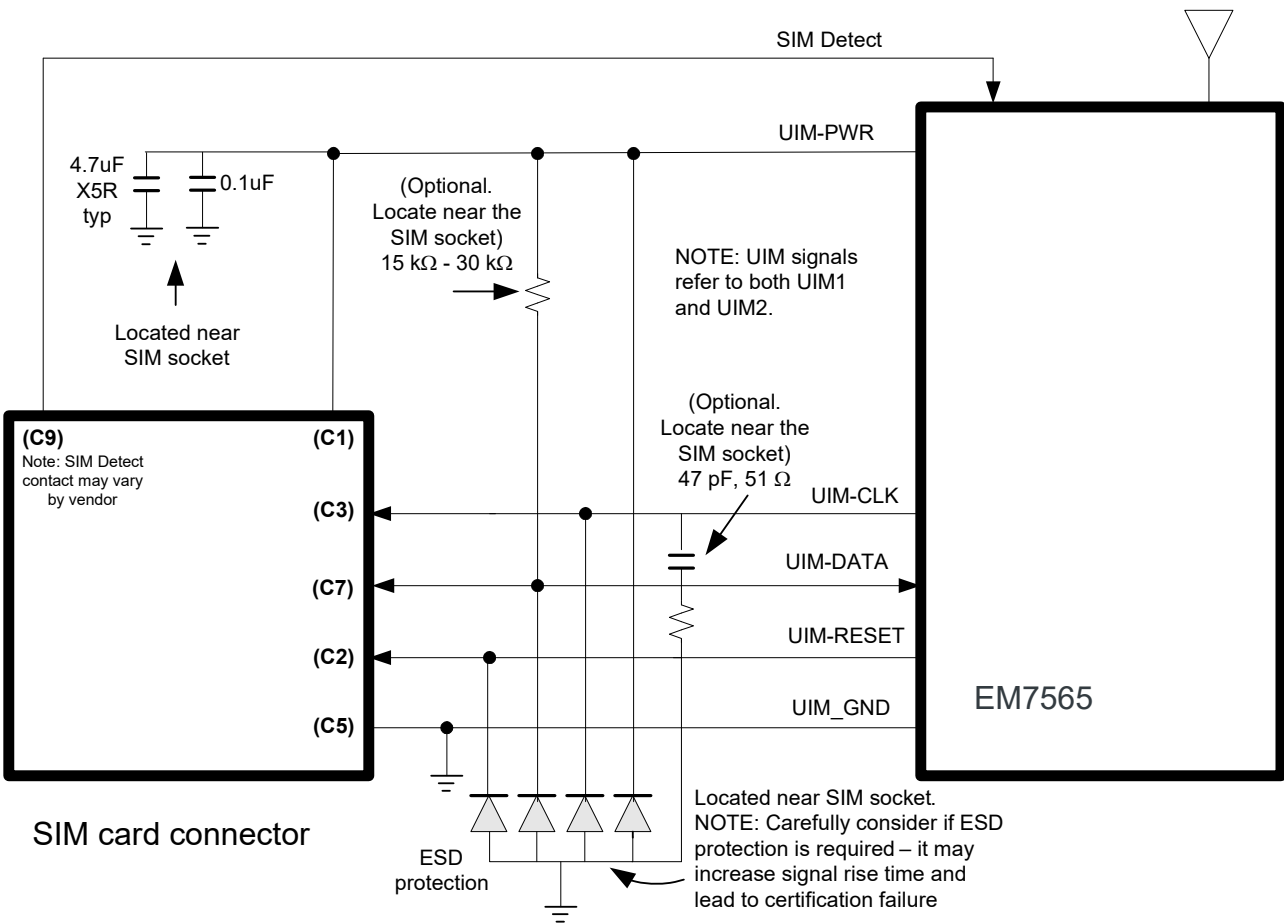 SIM Detect
UIM-PWR
4.7uF
X5R
typ
0.1uF
(Optional.
Locate near the
SIM socket)
15 kΩ - 30 kΩ
NOTE: UIM signals
refer to both UIM1
and UIM2.
Located near
SIM socket
(Optional.
Locate near the
SIM socket)
47 pF, 51 Ω
(C9)
Note: SIM Detect
contact may vary
by vendor
(C1)
(C3)
UIM-CLK
(C7)
UIM-DATA
(C2)
UIM-RESET
(C5)
UIM_GND
EM7565
SIM card connector
ESD
protection
Located near SIM socket.
NOTE: Carefully consider if ESD
protection is required – it may
increase signal rise time and
lead to certification failure